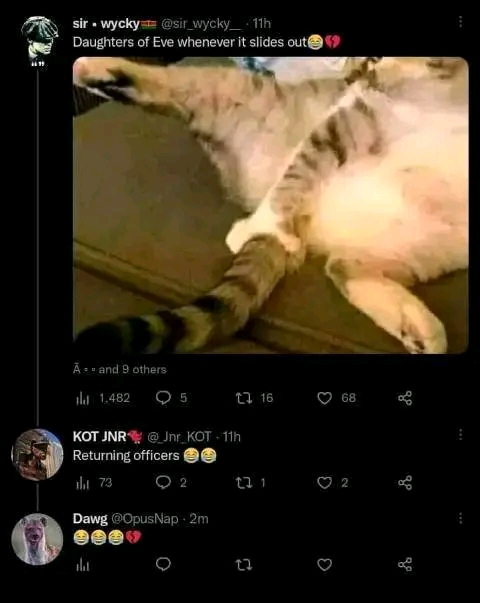 sir • wycky🇰🇪 @sir_wycky__ · 11h
Daughters of Eve whenever it slides out😂💔
Ã ▫▫ and 9 others
1,482 5 16 68
KOT JNR🐦 @_Jnr_KOT · 11h
Returning officers 😂😂
73 2 1 2
Dawg @OpusNap · 2m
😂😂😂💔